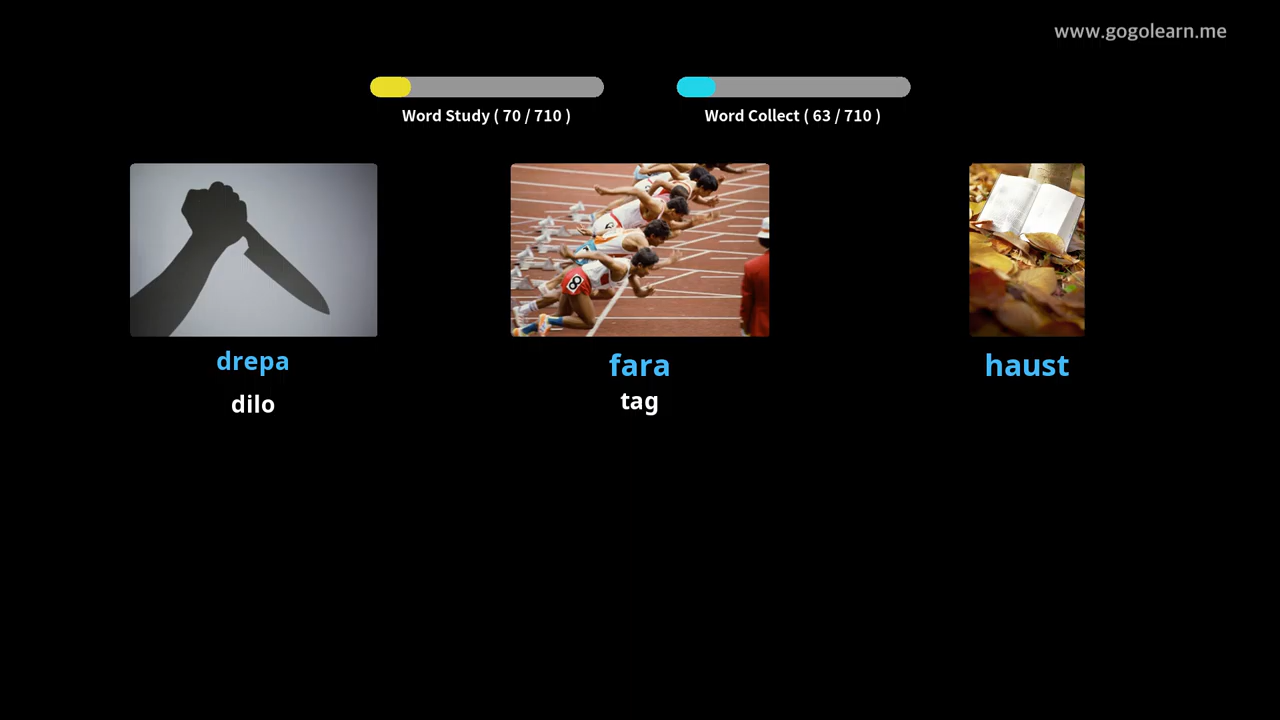 www.gogolearn.me
Word Study ( 70 / 710 )
Word Collect ( 63 / 710 )
drepa
dilo
fara
tag
haust